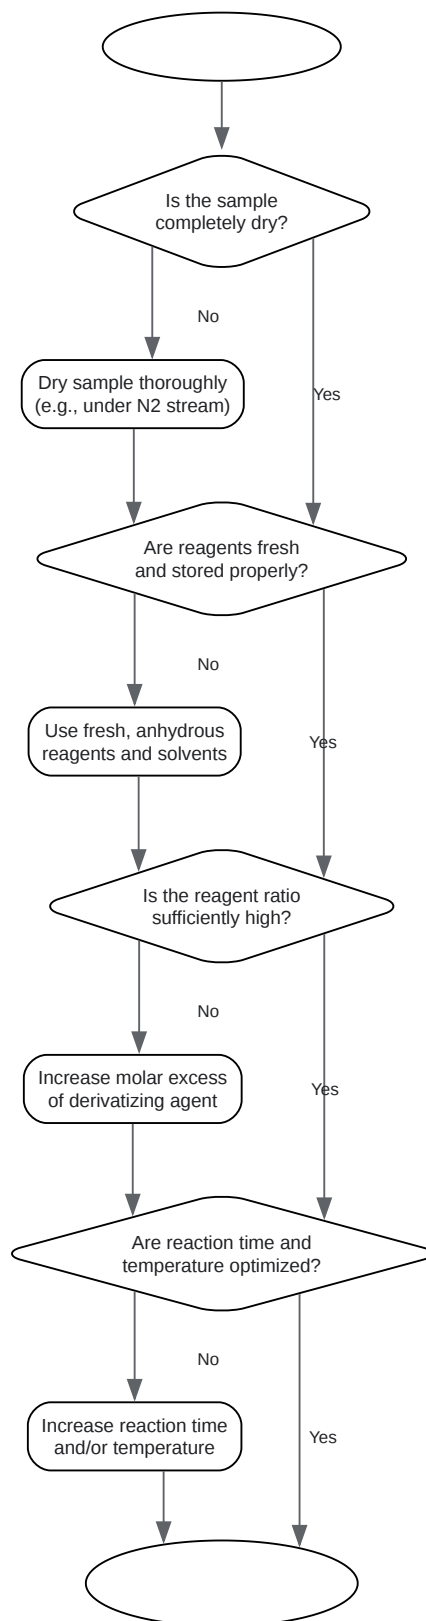 Is the sample
completely dry?
No
Dry sample thoroughly
(e.g., under N2 stream)
Yes
Are reagents fresh
and stored properly?
No
Use fresh, anhydrous
reagents and solvents
Yes
Is the reagent ratio
sufficiently high?
No
Increase molar excess
of derivatizing agent
Yes
Are reaction time and
temperature optimized?
No
Increase reaction time
and/or temperature
Yes